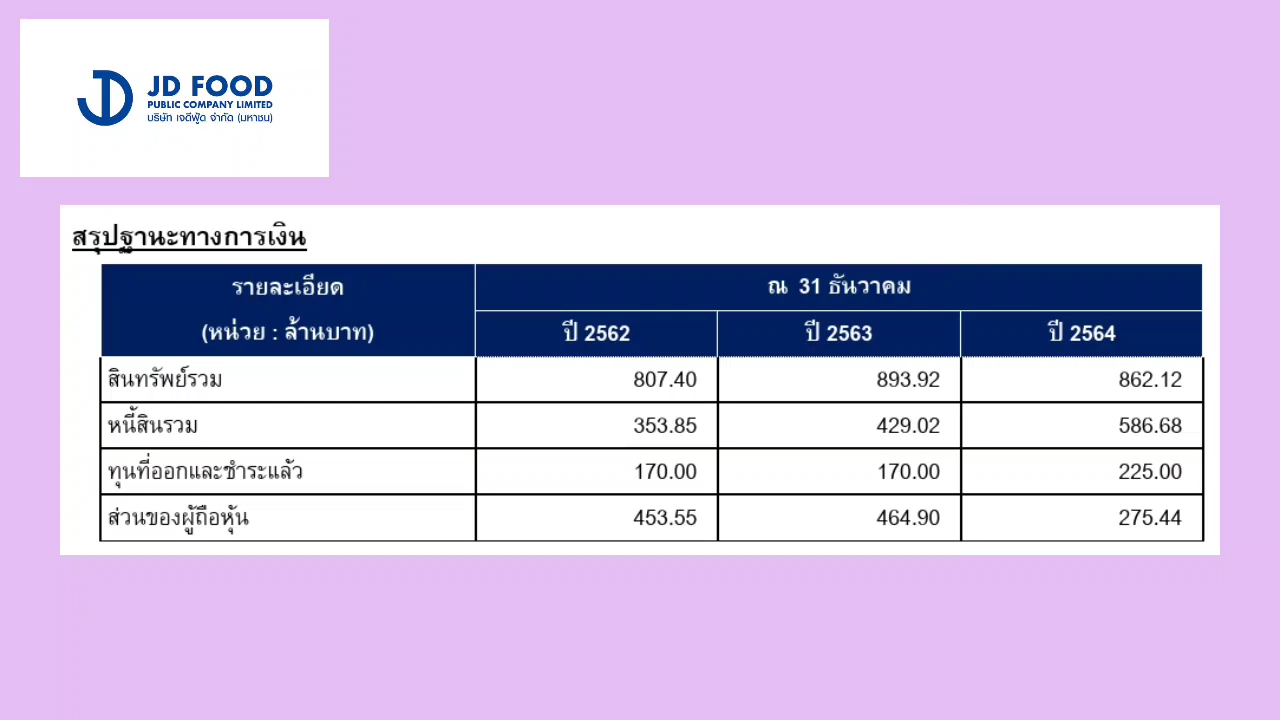 JD FOOD
PUBLIC COMPANY LIMITED
บริษัท เจดีฟู้ด จำกัด (มหาชน)
สรุปฐานะทางการเงิน
รายละเอียด ณ 31 ธันวาคม
(หน่วย : ล้านบาท) ปี 2562 ปี 2563 ปี 2564
สินทรัพย์รวม 807.40 893.92 862.12
หนี้สินรวม 353.85 429.02 586.68
ทุนที่ออกและชำระแล้ว 170.00 170.00 225.00
ส่วนของผู้ถือหุ้น 453.55 464.90 275.44